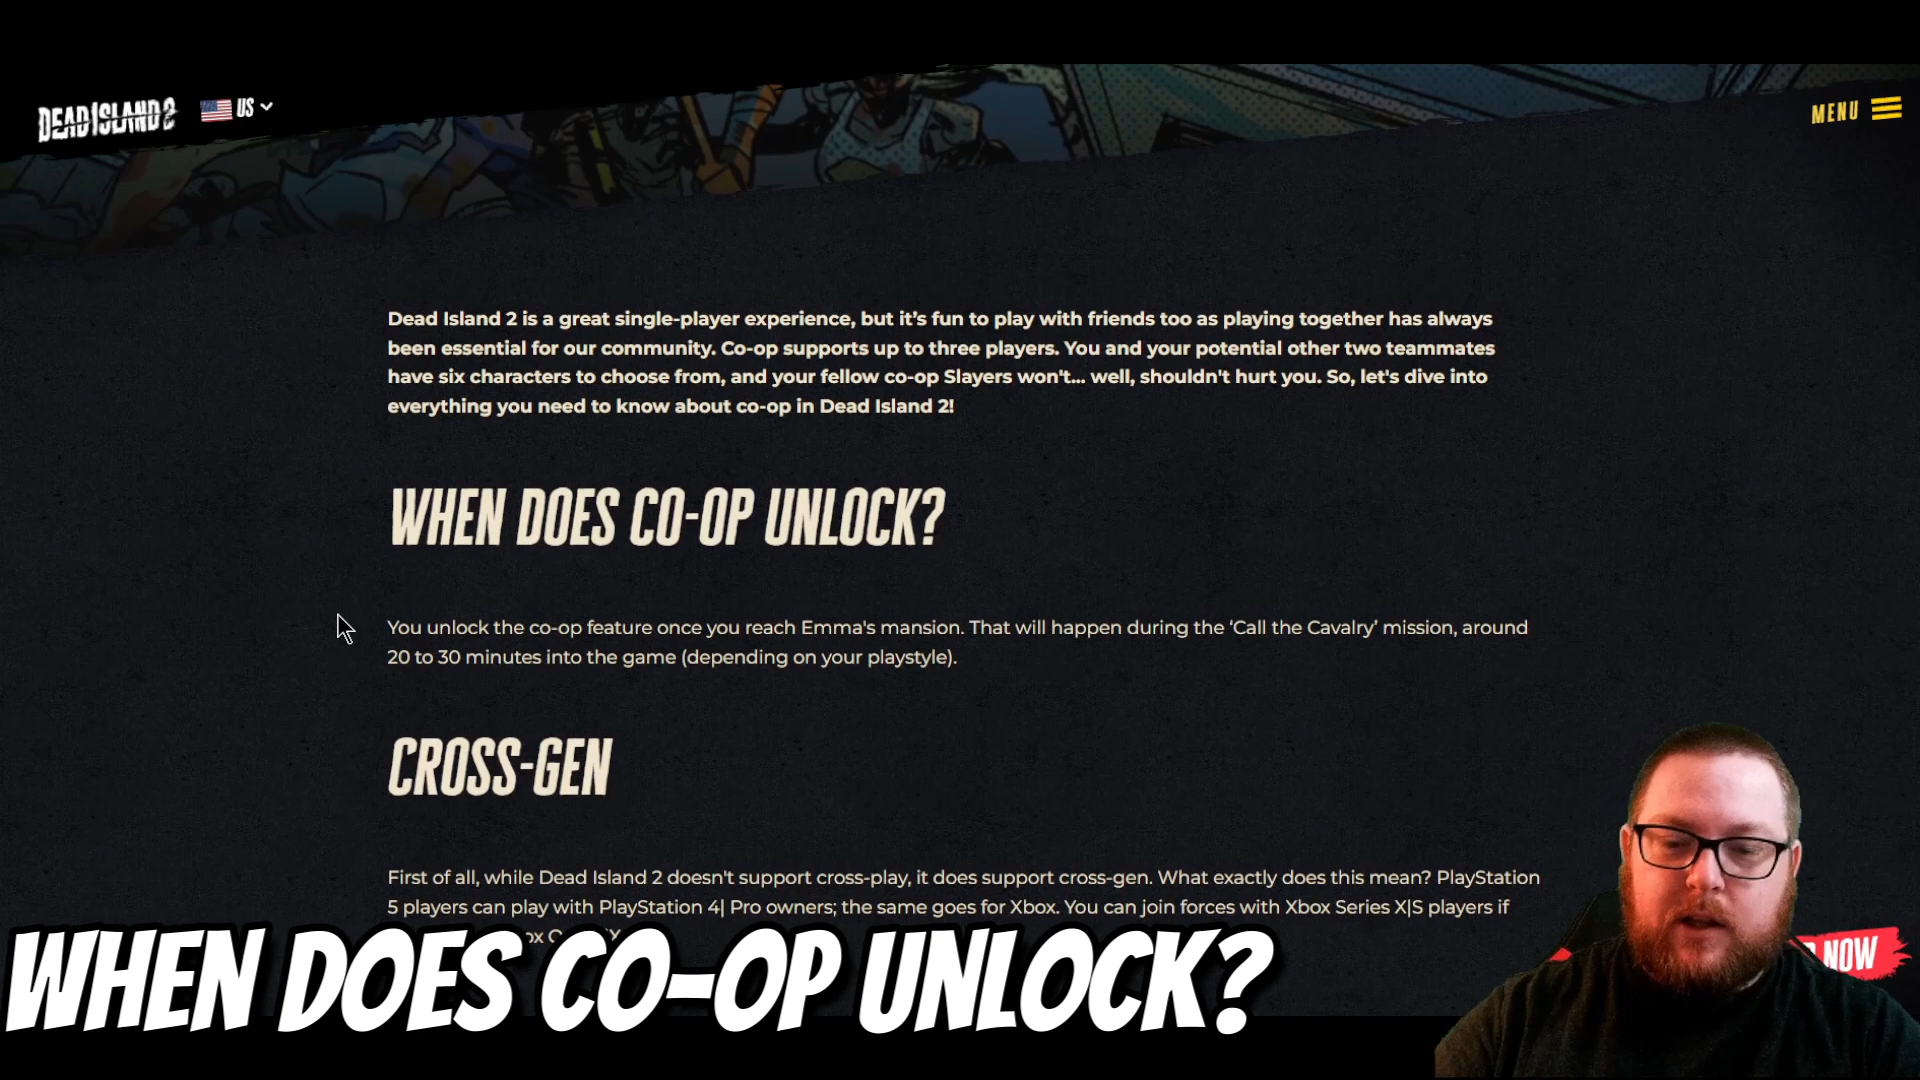 DEAD ISLAND 2
US
MENU
Dead Island 2 is a great single-player experience, but it’s fun to play with friends too as playing together has always
been essential for our community. Co-op supports up to three players. You and your potential other two teammates
have six characters to choose from, and your fellow co-op Slayers won't... well, shouldn't hurt you. So, let's dive into
everything you need to know about co-op in Dead Island 2!
WHEN DOES CO-OP UNLOCK?
You unlock the co-op feature once you reach Emma's mansion. That will happen during the ‘Call the Cavalry’ mission, around
20 to 30 minutes into the game (depending on your playstyle).
CROSS-GEN
First of all, while Dead Island 2 doesn't support cross-play, it does support cross-gen. What exactly does this mean? PlayStation
5 players can play with PlayStation 4| Pro owners; the same goes for Xbox. You can join forces with Xbox Series X|S players if
NOW
WHEN DOES CO-OP UNLOCK?